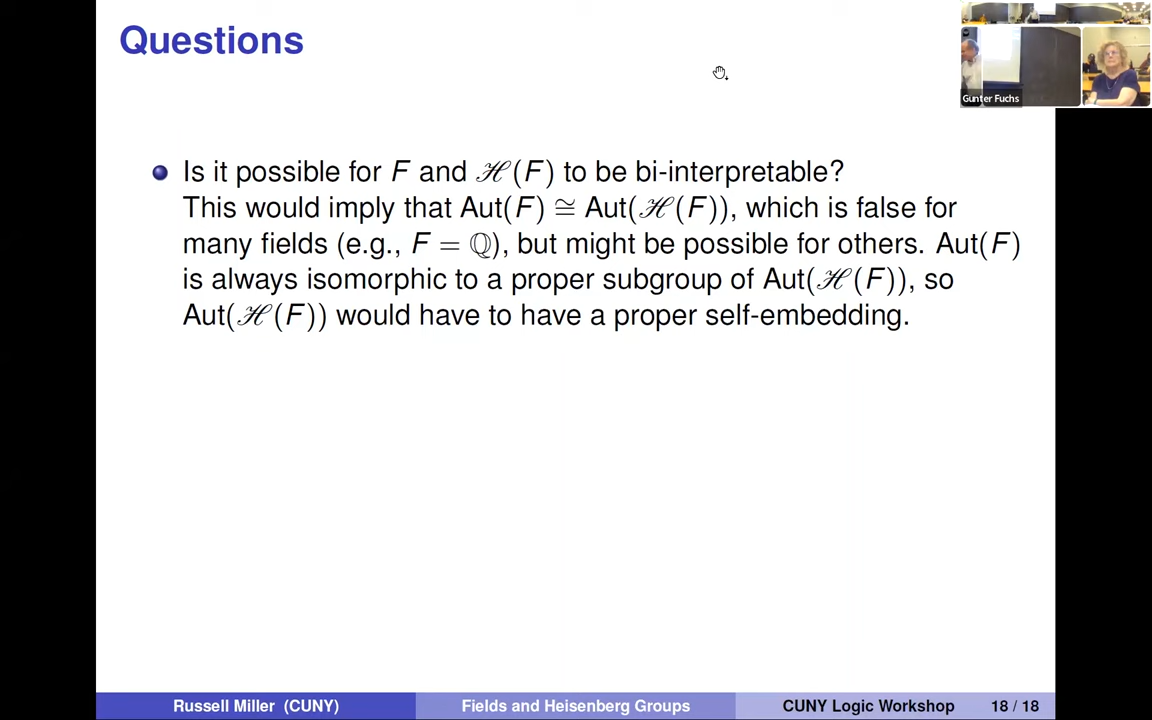 Questions
Gunter Fuchs
Is it possible for F and ℋ(F) to be bi-interpretable?
This would imply that Aut(F) ≅ Aut(ℋ(F)), which is false for
many fields (e.g., F = ℚ), but might be possible for others. Aut(F)
is always isomorphic to a proper subgroup of Aut(ℋ(F)), so
Aut(ℋ(F)) would have to have a proper self-embedding.
Russell Miller (CUNY)
Fields and Heisenberg Groups
CUNY Logic Workshop
18 / 18